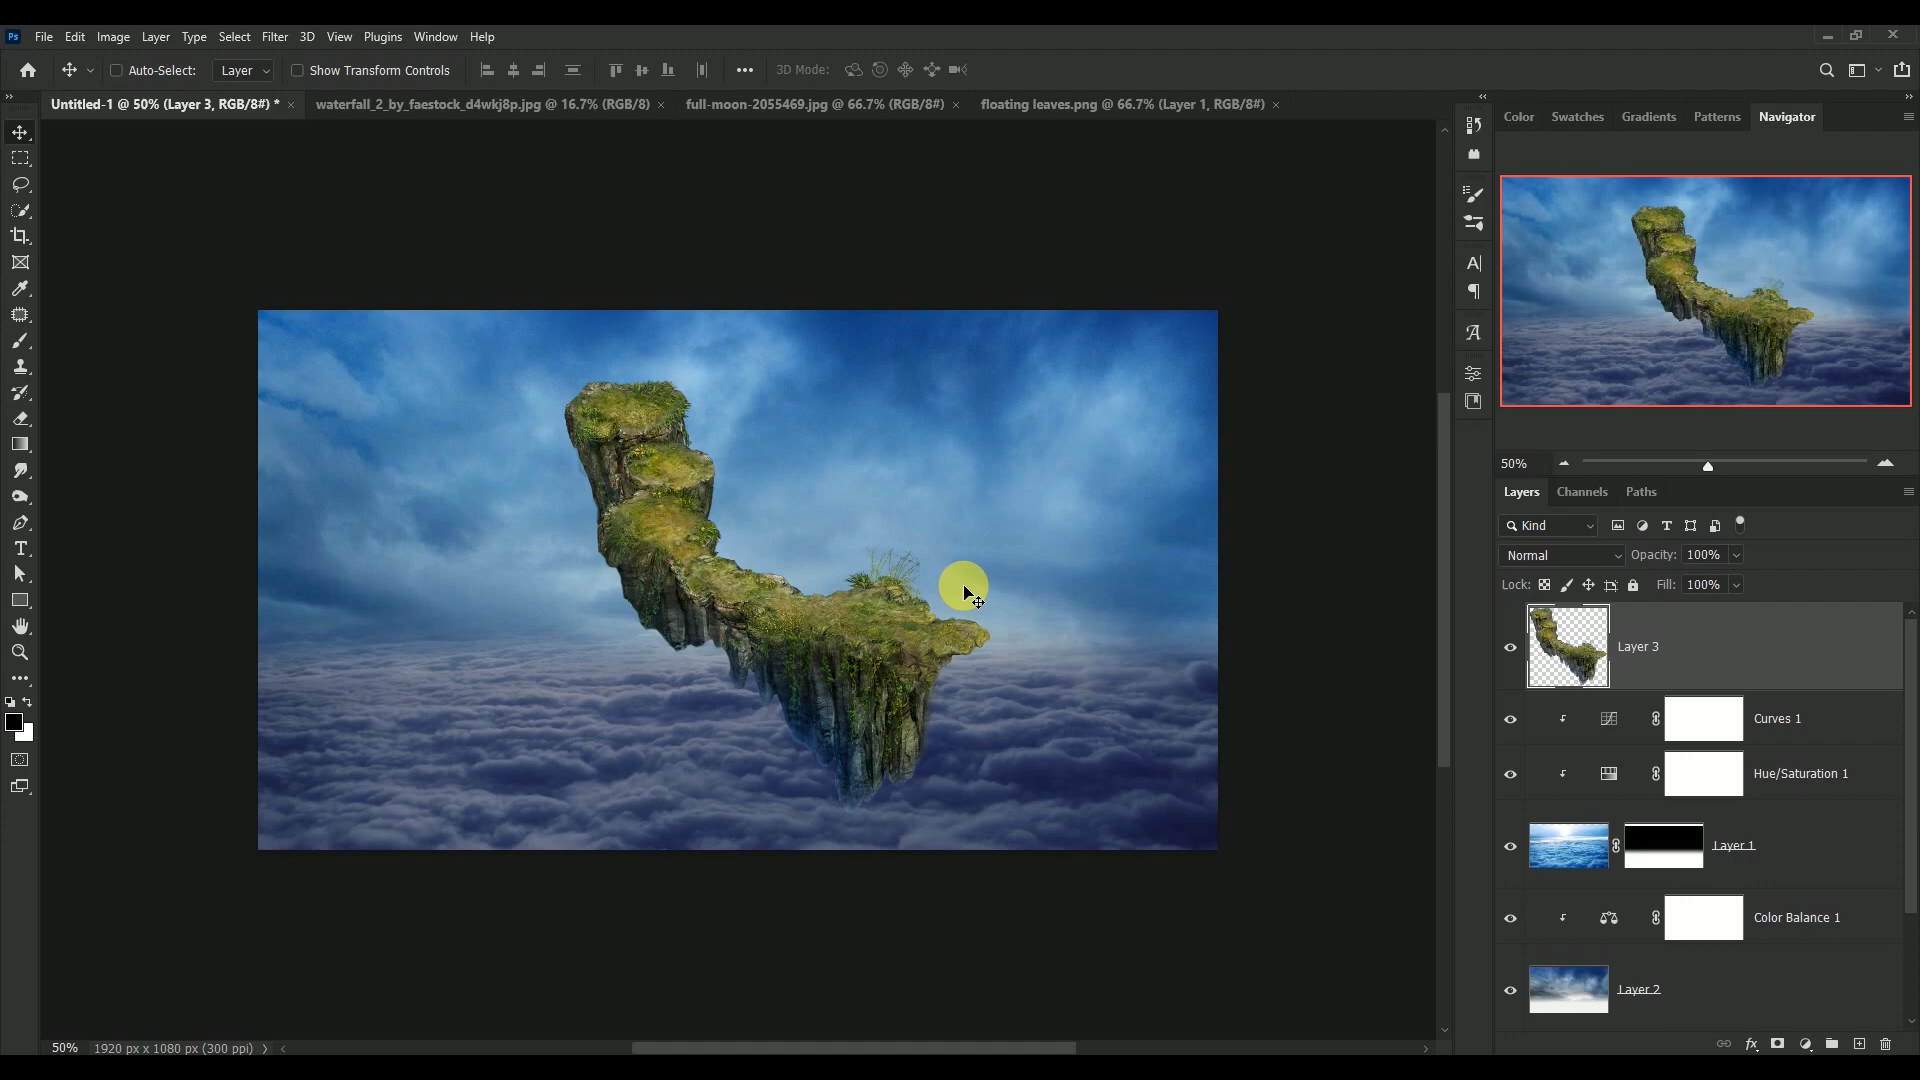 Ps File Edit Image Layer Type Select Filter 3D View Plugins Window Help
Auto-Select: Layer Show Transform Controls 3D Mode:
Untitled-1 @ 50% (Layer 3, RGB/8#) * waterfall_2_by_faestock_d4wkj8p.jpg @ 16.7% (RGB/8) full-moon-2055469.jpg @ 66.7% (RGB/8#) floating leaves.png @ 66.7% (Layer 1, RGB/8#)
Color Swatches Gradients Patterns Navigator
50%
Layers Channels Paths
Kind
Normal Opacity: 100%
Lock: Fill: 100%
Layer 3
Curves 1
Hue/Saturation 1
Layer 1
Color Balance 1
Layer 2
50% 1920 px x 1080 px (300 ppi)